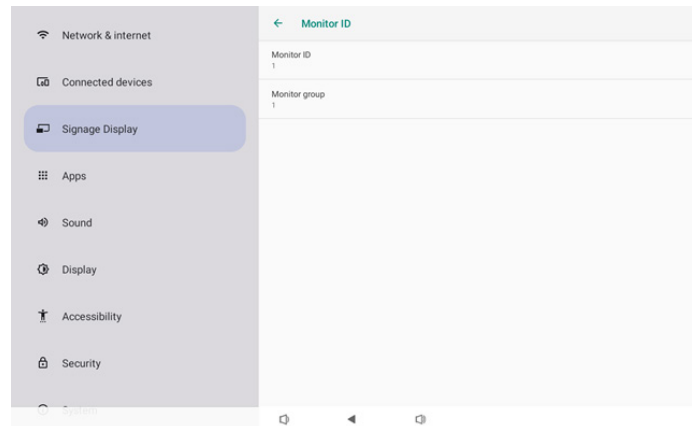 Network & internet
Connected devices
Signage Display
Apps
Sound
Display
Accessibility
Security
System
Monitor ID
Monitor ID
1
Monitor group
1